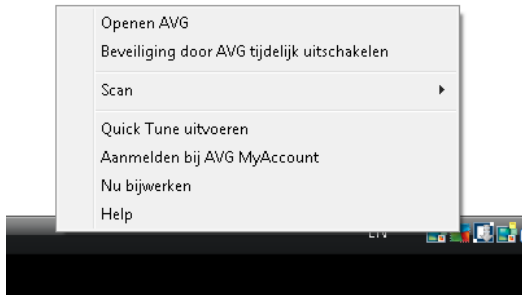 Openen AVG
Beveiliging door AVG tijdelijk uitschakelen
Scan
Quick Tune uitvoeren
Aanmelden bij AVG MyAccount
Nu bijwerken
Help